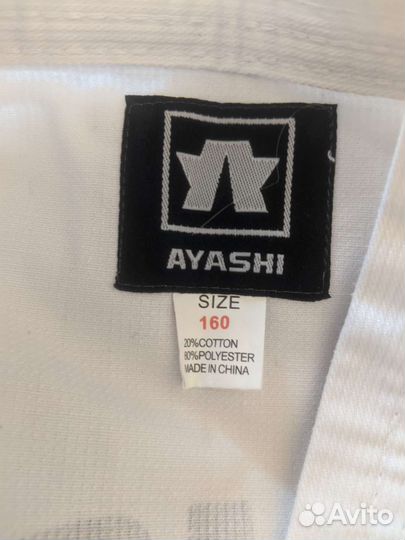 AYASHI
SIZE
160
20%COTTON
80%POLYESTER
MADE IN CHINA
Avito